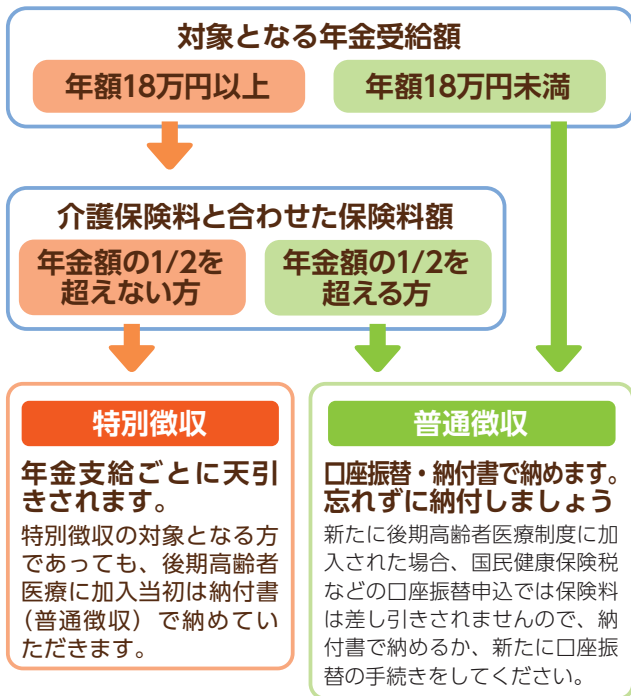 対象となる年金受給額
年額18万円以上
年額18万円未満
介護保険料と合わせた保険料額
年金額の1/2を
超えない方
年金額の1/2を
超える方
特別徴収
年金支給ごとに天引
きされます。
特別徴収の対象となる方
であっても、後期高齢者
医療に加入当初は納付書
(普通徴収)で納めてい
ただきます。
普通徴収
口座振替・納付書で納めます。
忘れずに納付しましょう
新たに後期高齢者医療制度に加
入された場合、国民健康保険税
などの口座振替申込では保険料
は差し引きされませんので、納
付書で納めるか、新たに口座振
替の手続きをしてください。